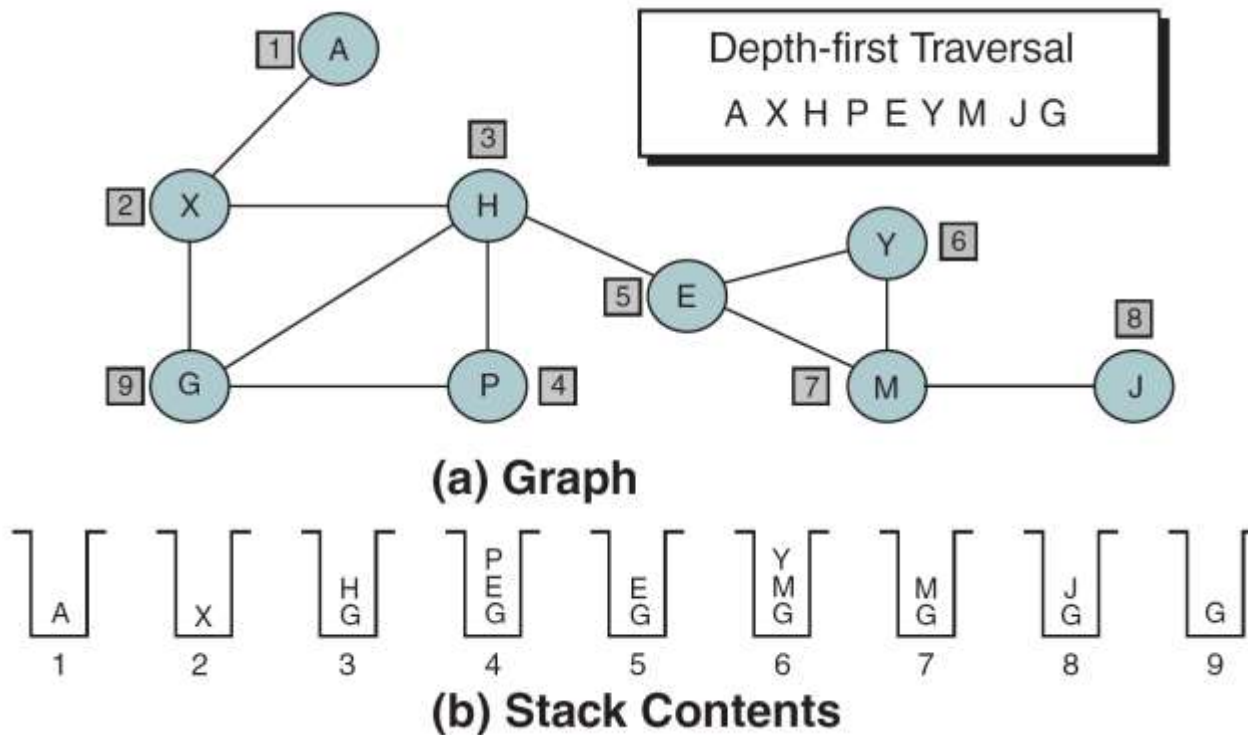 1 A
Depth-first Traversal
A X H P E Y M J G
3
2 X H
Y 6
5 E
8
9 G P 4 7 M J
(a) Graph
P Y
H E E M M J
A X G G G G G G G
1 2 3 4 5 6 7 8 9
(b) Stack Contents